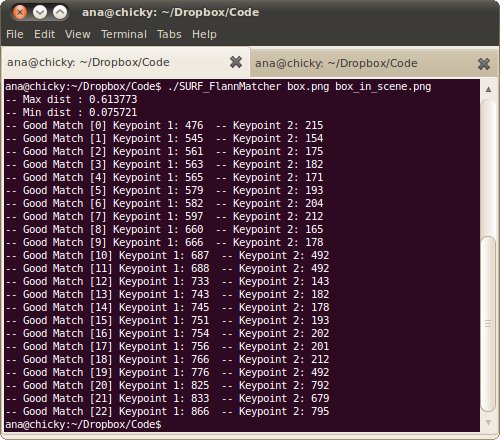 ana@chicky: ~/Dropbox/Code
File Edit View Terminal Tabs Help
ana@chicky: ~/Dropbox/Code ana@chicky: ~/Dropbox/Code
ana@chicky:~/Dropbox/Code$ ./SURF_FlannMatcher box.png box_in_scene.png
-- Max dist : 0.613773
-- Min dist : 0.075721
-- Good Match [0] Keypoint 1: 476  -- Keypoint 2: 215
-- Good Match [1] Keypoint 1: 545  -- Keypoint 2: 154
-- Good Match [2] Keypoint 1: 561  -- Keypoint 2: 175
-- Good Match [3] Keypoint 1: 563  -- Keypoint 2: 182
-- Good Match [4] Keypoint 1: 565  -- Keypoint 2: 171
-- Good Match [5] Keypoint 1: 579  -- Keypoint 2: 193
-- Good Match [6] Keypoint 1: 582  -- Keypoint 2: 204
-- Good Match [7] Keypoint 1: 597  -- Keypoint 2: 212
-- Good Match [8] Keypoint 1: 660  -- Keypoint 2: 165
-- Good Match [9] Keypoint 1: 666  -- Keypoint 2: 178
-- Good Match [10] Keypoint 1: 687  -- Keypoint 2: 492
-- Good Match [11] Keypoint 1: 688  -- Keypoint 2: 492
-- Good Match [12] Keypoint 1: 733  -- Keypoint 2: 143
-- Good Match [13] Keypoint 1: 743  -- Keypoint 2: 182
-- Good Match [14] Keypoint 1: 745  -- Keypoint 2: 178
-- Good Match [15] Keypoint 1: 751  -- Keypoint 2: 193
-- Good Match [16] Keypoint 1: 754  -- Keypoint 2: 202
-- Good Match [17] Keypoint 1: 756  -- Keypoint 2: 201
-- Good Match [18] Keypoint 1: 766  -- Keypoint 2: 212
-- Good Match [19] Keypoint 1: 776  -- Keypoint 2: 492
-- Good Match [20] Keypoint 1: 825  -- Keypoint 2: 792
-- Good Match [21] Keypoint 1: 833  -- Keypoint 2: 679
-- Good Match [22] Keypoint 1: 866  -- Keypoint 2: 795
ana@chicky:~/Dropbox/Code$